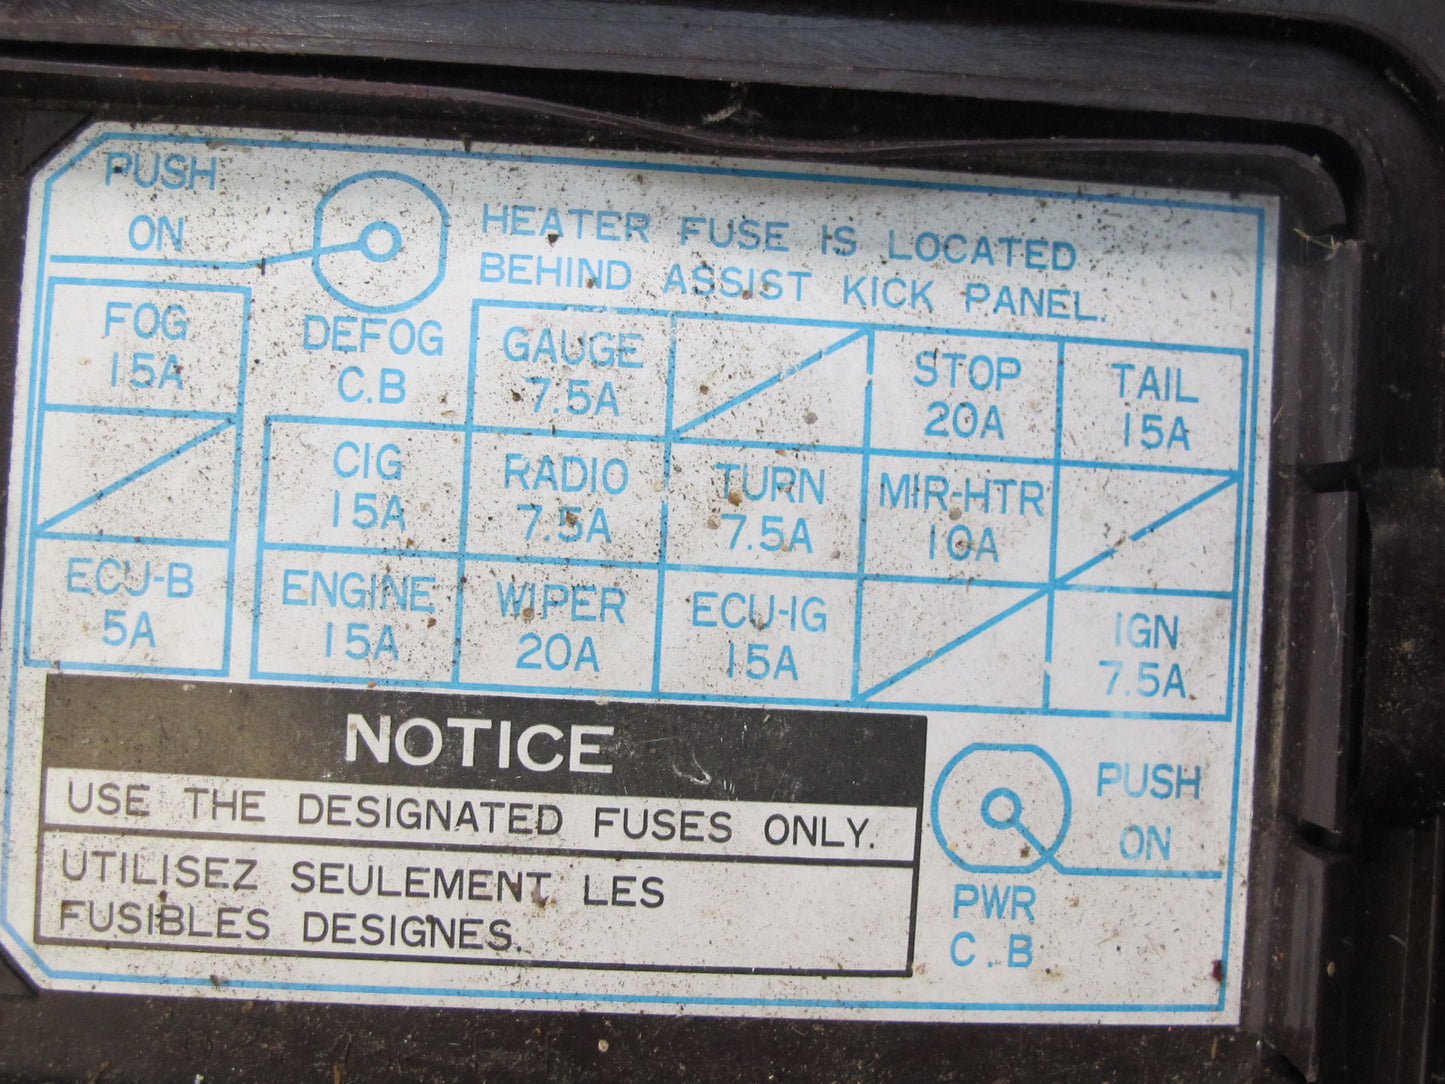 PUSH
ON
HEATER FUSE IS LOCATED
BEHIND ASSIST KICK PANEL.
DEFOG
C.B
FOG
15A
GAUGE
7.5A
STOP
20A
TAIL
15A
CIG
15A
RADIO
7.5A
TURN
7.5A
MIR-HTR
10A
ECU-B
5A
ENGINE
15A
WIPER
20A
ECU-IG
15A
IGN
7.5A
NOTICE
USE THE DESIGNATED FUSES ONLY.
UTILISEZ SEULEMENT LES
FUSIBLES DESIGNES.
PUSH
ON
PWR
C.B